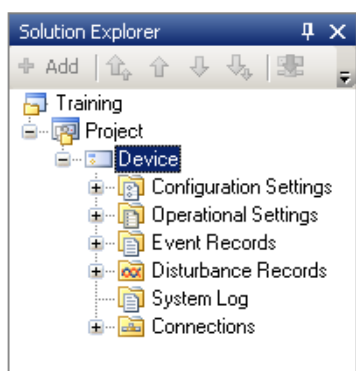 Solution Explorer
Add
Training
Project
Device
Configuration Settings
Operational Settings
Event Records
Disturbance Records
System Log
Connections